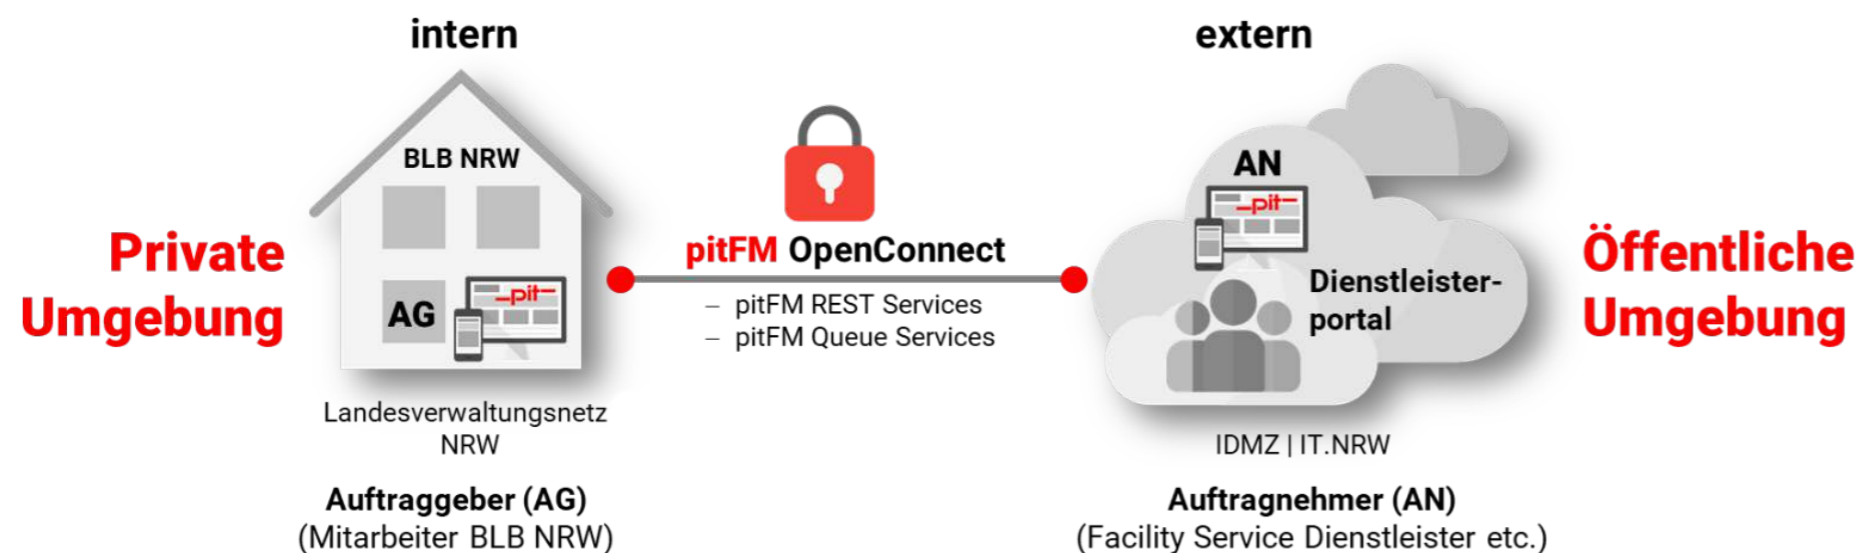 intern
extern
BLB NRW
AG
-pit-
Private
Umgebung
pitFM OpenConnect
– pitFM REST Services
– pitFM Queue Services
AN
-pit-
Dienstleister-
portal
Öffentliche
Umgebung
Landesverwaltungsnetz
NRW
IDMZ | IT.NRW
Auftraggeber (AG)
(Mitarbeiter BLB NRW)
Auftragnehmer (AN)
(Facility Service Dienstleister etc.)